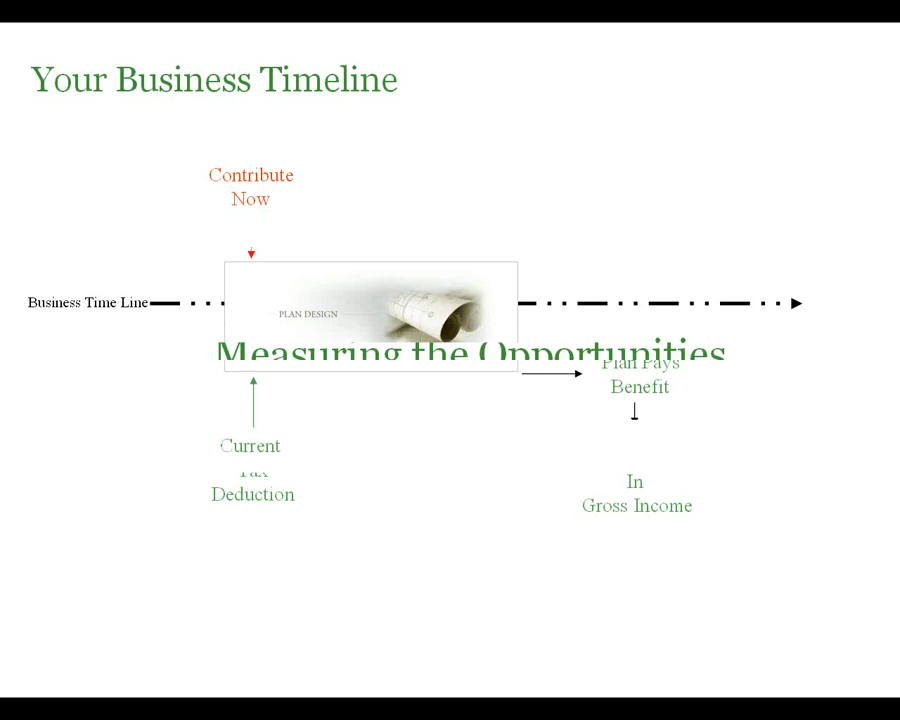 Your Business Timeline
Contribute
Now
Business Time Line
PLAN DESIGN
Measuring the Opportunities
Plan Pays
Benefit
Current
Tax
Deduction
In
Gross Income